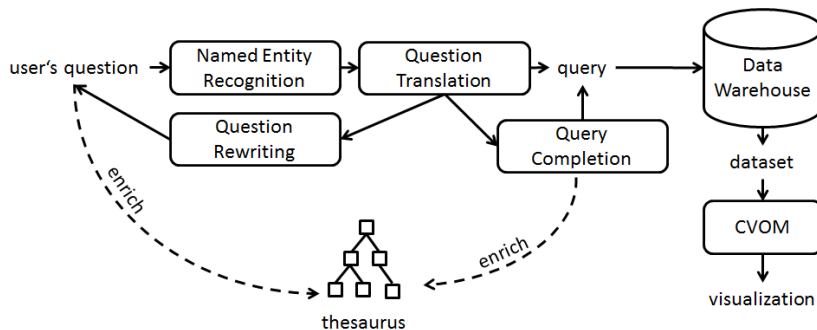 user‘s question
Named Entity
Recognition
Question
Translation
query
Data
Warehouse
Question
Rewriting
Query
Completion
dataset
enrich
enrich
CVOM
visualization
thesaurus